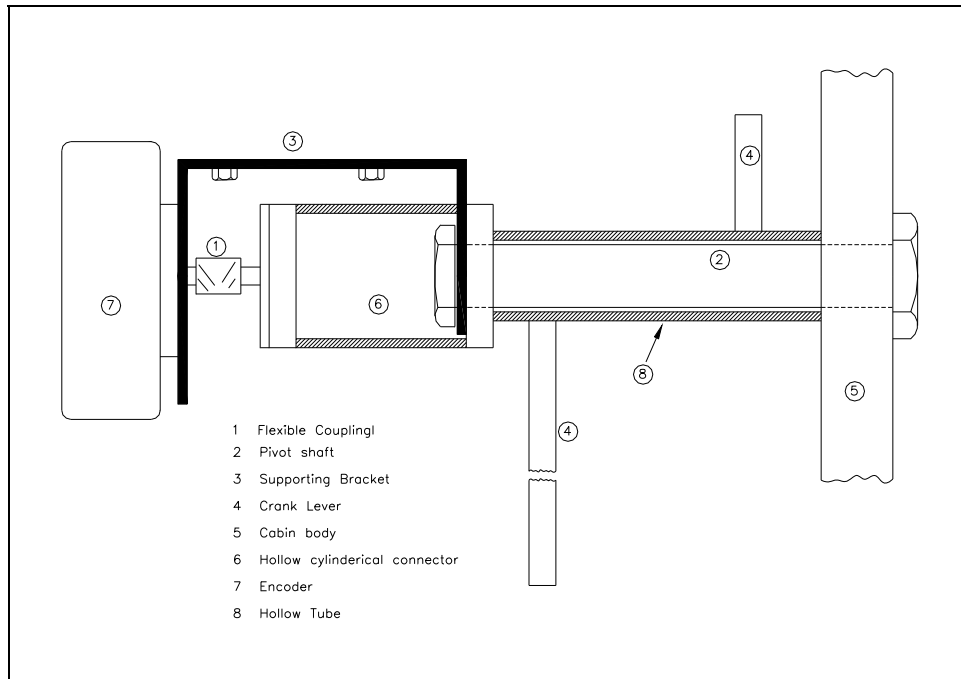 3
4
1
2
7
6
8
5
4
1 Flexible Couplingl
2 Pivot shaft
3 Supporting Bracket
4 Crank Lever
5 Cabin body
6 Hollow cylinderical connector
7 Encoder
8 Hollow Tube